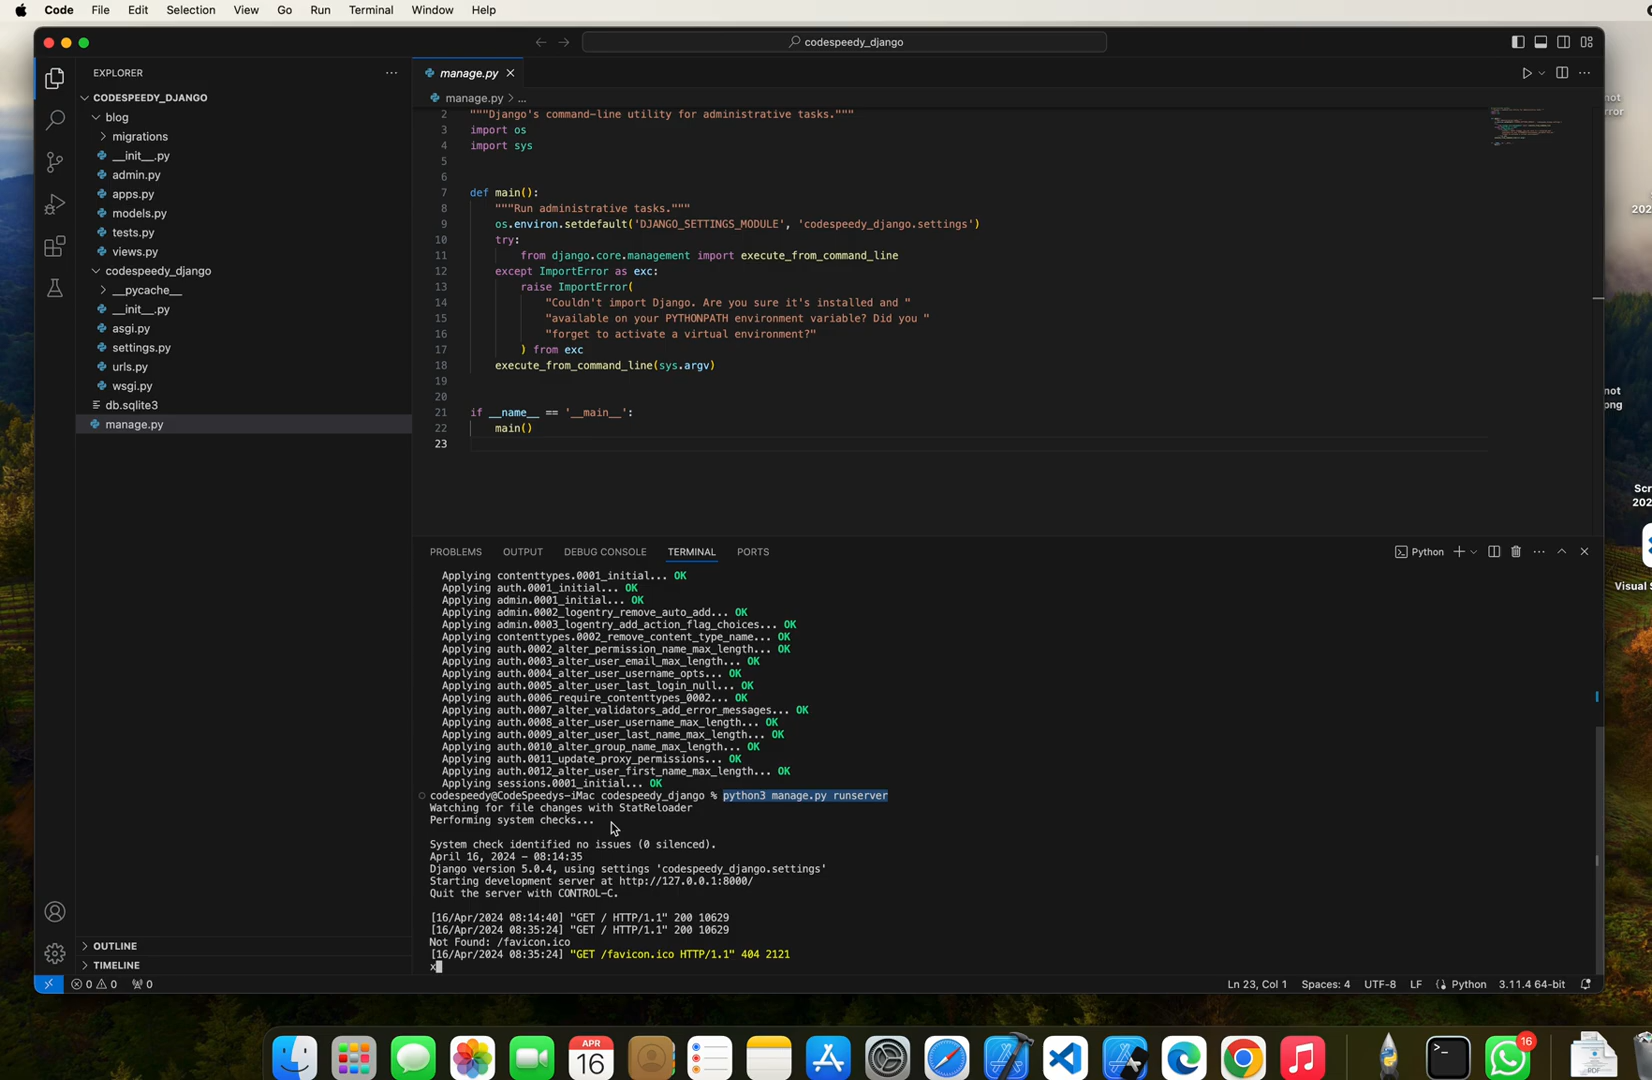 Code File Edit Selection View Go Run Terminal Window Help
codespeedy_django
EXPLORER
CODESPEEDY_DJANGO
blog
migrations
__init__.py
admin.py
apps.py
models.py
tests.py
views.py
codespeedy_django
__pycache__
__init__.py
asgi.py
settings.py
urls.py
wsgi.py
db.sqlite3
manage.py
OUTLINE
TIMELINE
manage.py
manage.py > ...
2 """Django's command-line utility for administrative tasks."""
3 import os
4 import sys
5
6
7 def main():
8 """Run administrative tasks."""
9 os.environ.setdefault('DJANGO_SETTINGS_MODULE', 'codespeedy_django.settings')
10 try:
11 from django.core.management import execute_from_command_line
12 except ImportError as exc:
13 raise ImportError(
14 "Couldn't import Django. Are you sure it's installed and "
15 "available on your PYTHONPATH environment variable? Did you "
16 "forget to activate a virtual environment?"
17 ) from exc
18 execute_from_command_line(sys.argv)
19
20
21 if __name__ == '__main__':
22 main()
23
PROBLEMS OUTPUT DEBUG CONSOLE TERMINAL PORTS
Python
Applying contenttypes.0001_initial... OK
Applying auth.0001_initial... OK
Applying admin.0001_initial... OK
Applying admin.0002_logentry_remove_auto_add... OK
Applying admin.0003_logentry_add_action_flag_choices... OK
Applying contenttypes.0002_remove_content_type_name... OK
Applying auth.0002_alter_permission_name_max_length... OK
Applying auth.0003_alter_user_email_max_length... OK
Applying auth.0004_alter_user_username_opts... OK
Applying auth.0005_alter_user_last_login_null... OK
Applying auth.0006_require_contenttypes_0002... OK
Applying auth.0007_alter_validators_add_error_messages... OK
Applying auth.0008_alter_user_username_max_length... OK
Applying auth.0009_alter_user_last_name_max_length... OK
Applying auth.0010_alter_group_name_max_length... OK
Applying auth.0011_update_proxy_permissions... OK
Applying auth.0012_alter_user_first_name_max_length... OK
Applying sessions.0001_initial... OK
codespeedy@CodeSpeedys-iMac codespeedy_django % python3 manage.py runserver
Watching for file changes with StatReloader
Performing system checks...
System check identified no issues (0 silenced).
April 16, 2024 - 08:14:35
Django version 5.0.4, using settings 'codespeedy_django.settings'
Starting development server at http://127.0.0.1:8000/
Quit the server with CONTROL-C.
[16/Apr/2024 08:14:40] "GET / HTTP/1.1" 200 10629
[16/Apr/2024 08:35:24] "GET / HTTP/1.1" 200 10629
Not Found: /favicon.ico
[16/Apr/2024 08:35:24] "GET /favicon.ico HTTP/1.1" 404 2121
x
0 0 0 Ln 23, Col 1 Spaces: 4 UTF-8 LF Python 3.11.4 64-bit
not
202
not
png
Scr
202
Visual S
APR
16
16
RDF